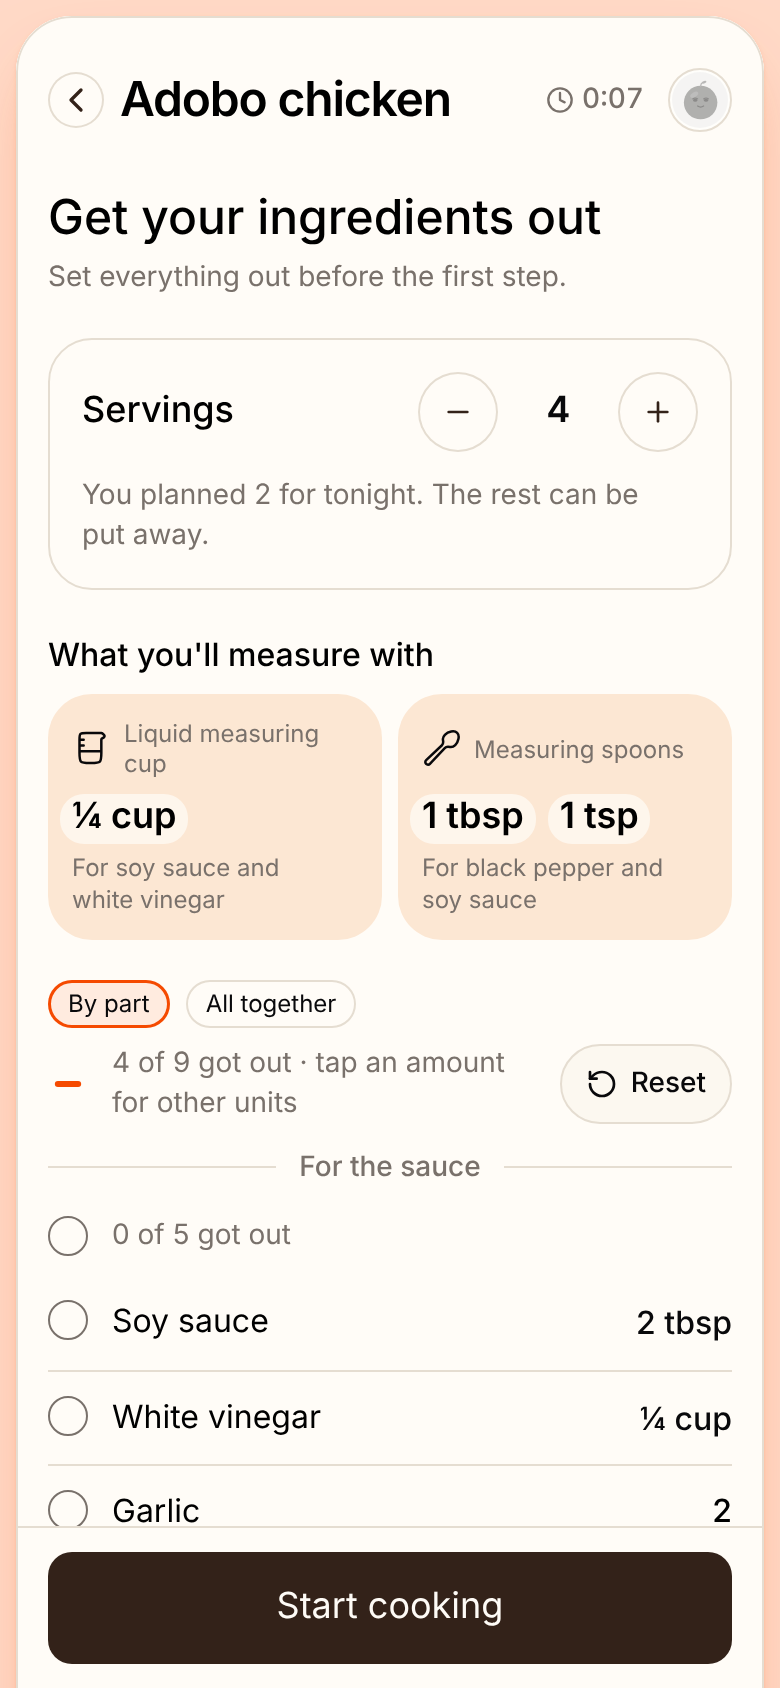 Adobo chicken
0:07
Get your ingredients out
Set everything out before the first step.
Servings
4
You planned 2 for tonight. The rest can be
put away.
What you'll measure with
Liquid measuring
cup
¼ cup
For soy sauce and
white vinegar
Measuring spoons
1 tbsp 1 tsp
For black pepper and
soy sauce
By part
All together
4 of 9 got out · tap an amount
for other units
Reset
For the sauce
0 of 5 got out
Soy sauce 2 tbsp
White vinegar ¼ cup
Garlic 2
Start cooking